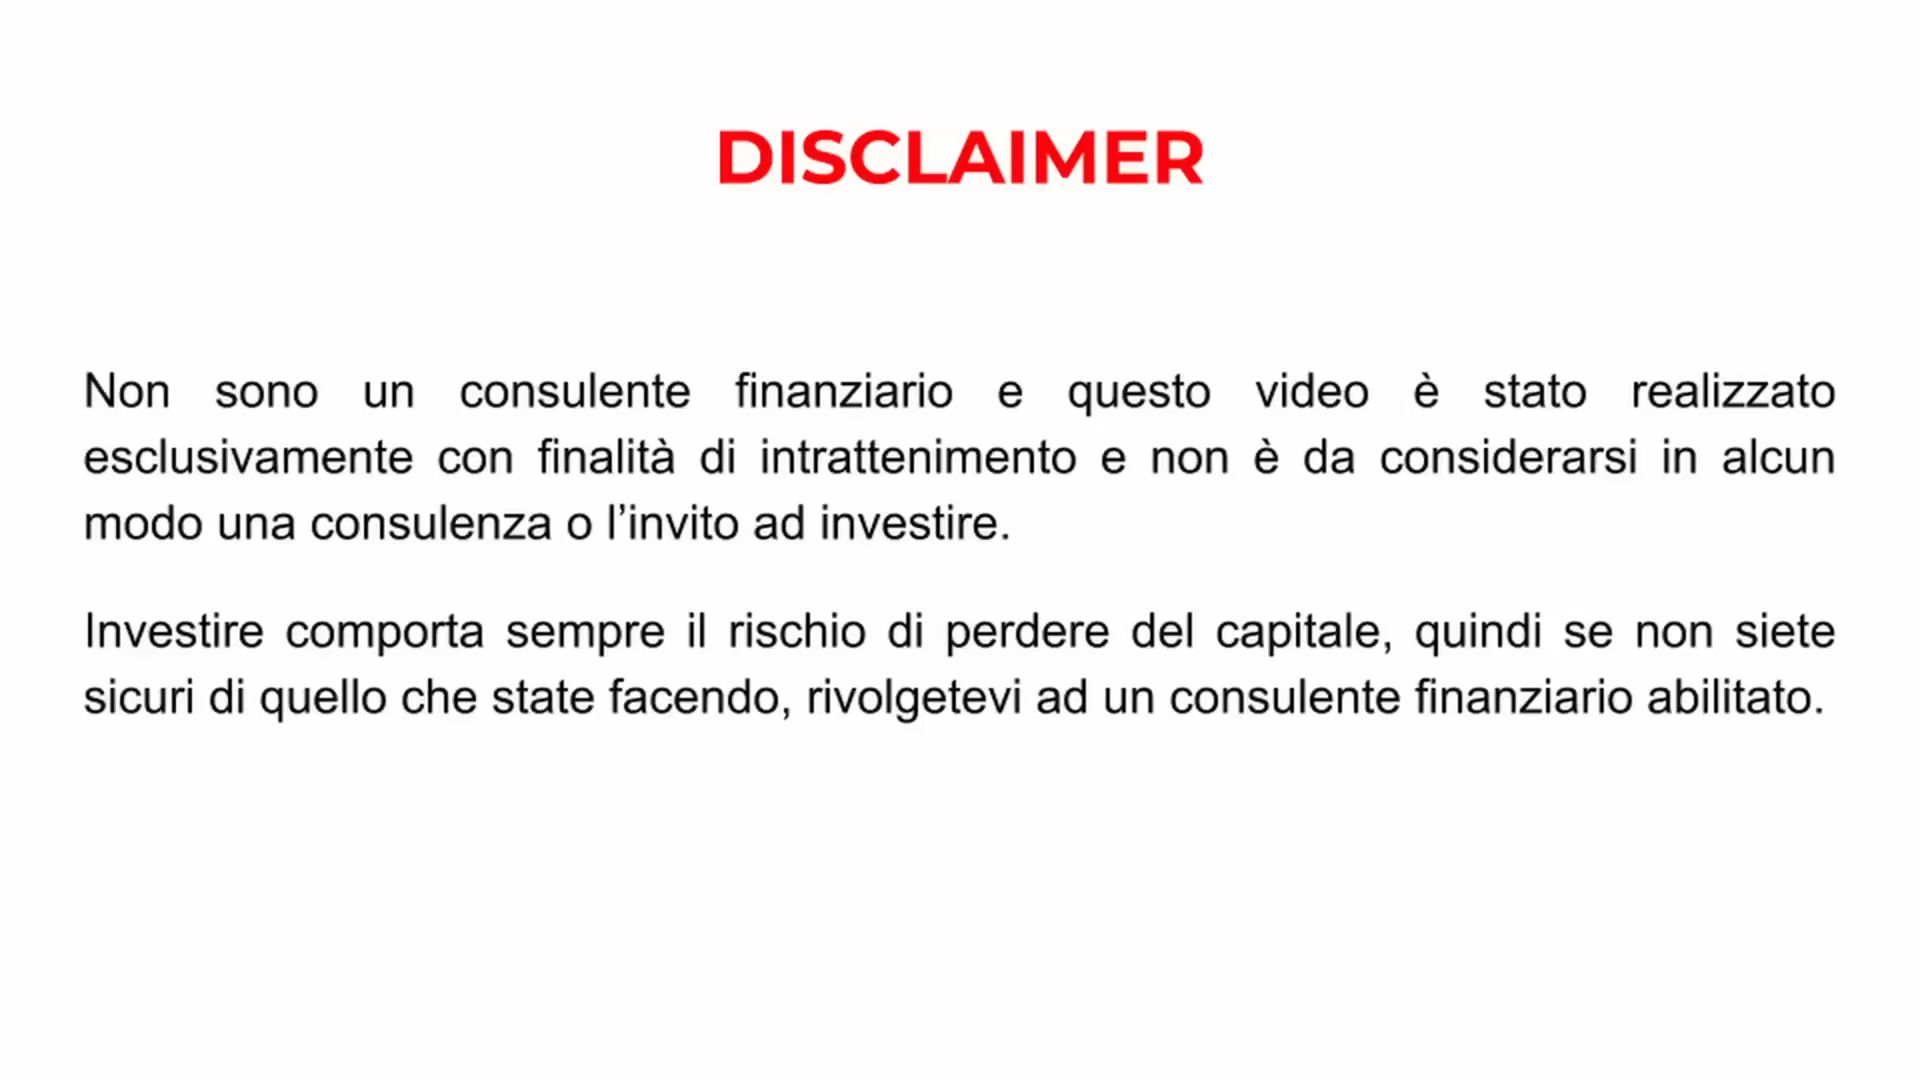 DISCLAIMER
Non sono un consulente finanziario e questo video è stato realizzato
esclusivamente con finalità di intrattenimento e non è da considerarsi in alcun
modo una consulenza o l’invito ad investire.
Investire comporta sempre il rischio di perdere del capitale, quindi se non siete
sicuri di quello che state facendo, rivolgetevi ad un consulente finanziario abilitato.